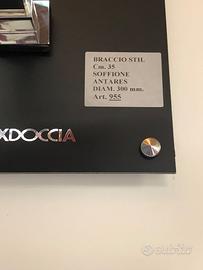 BRACCIO STIL
Cm. 35
SOFFIONE
ANTARES
DIAM. 300 mm.
Art. 955
XDOCCIA
subito